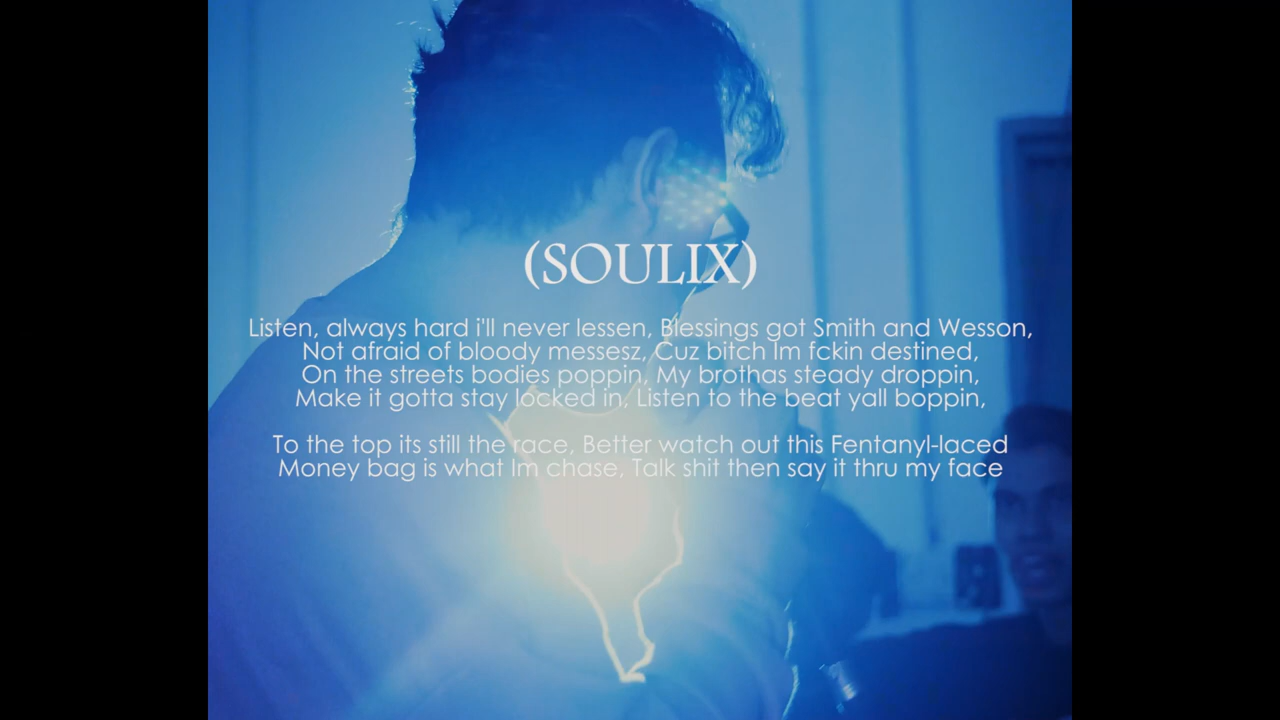 (SOULIX)
Listen, always hard i'll never lessen, Blessings got Smith and Wesson,
Not afraid of bloody messesz, Cuz bitch Im fckin destined,
On the streets bodies poppin, My brothas steady droppin,
Make it gotta stay locked in, Listen to the beat yall boppin,
To the top its still the race, Better watch out this Fentanyl-laced
Money bag is what Im chase, Talk shit then say it thru my face